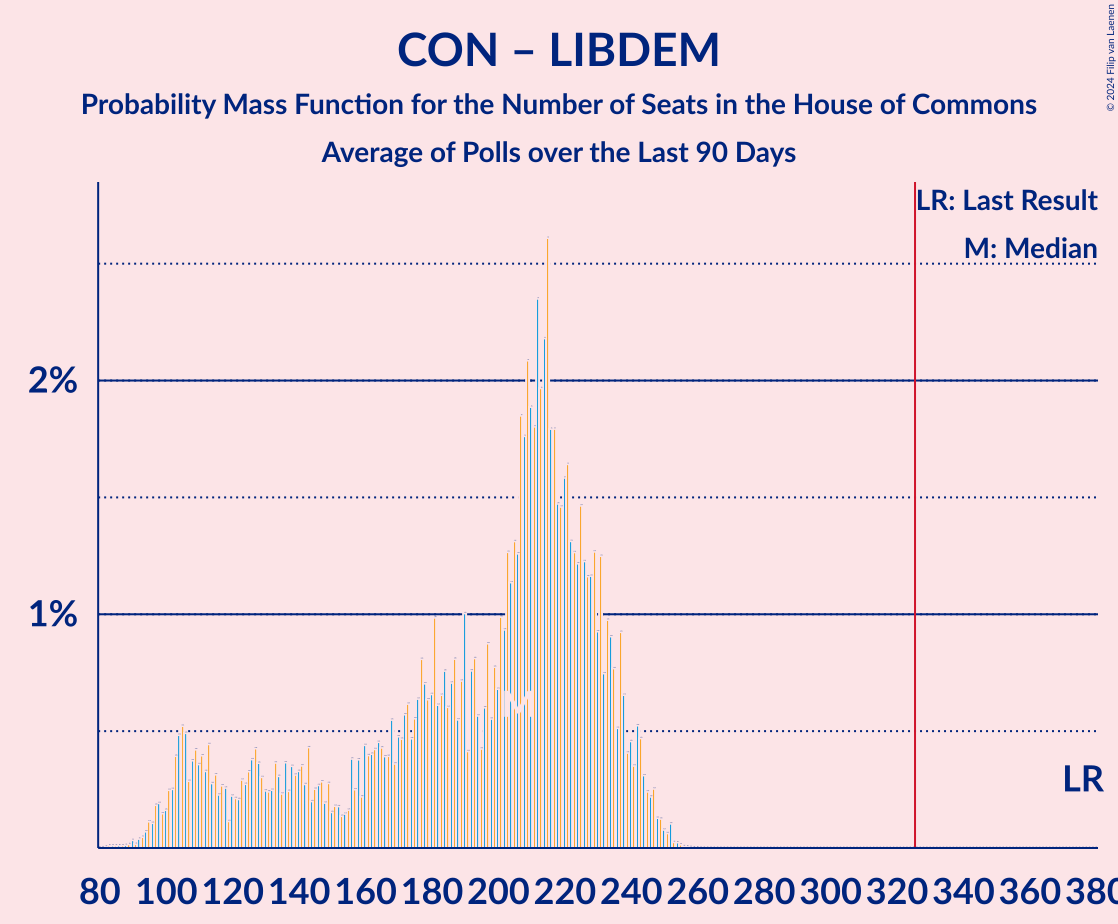 CON – LIBDEM
Probability Mass Function for the Number of Seats in the House of Commons
Average of Polls over the Last 90 Days
© 2024 Filip van Laenen
LR: Last Result
M: Median
2%
1%
M
LR
80 100 120 140 160 180 200 220 240 260 280 300 320 340 360 380